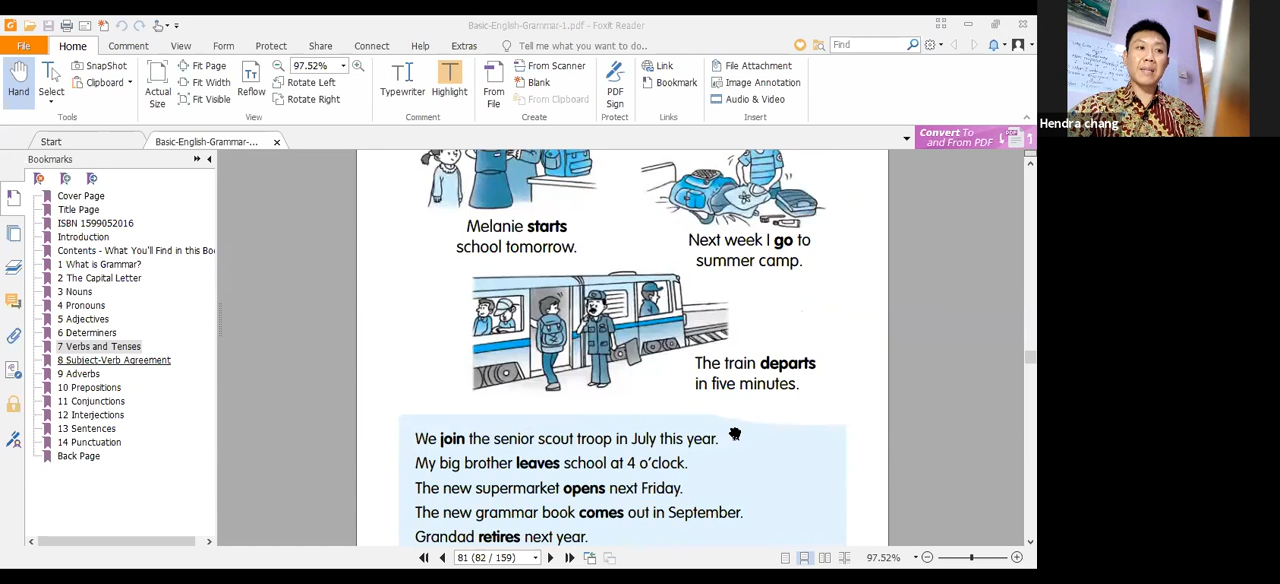 Basic-English-Grammar-1.pdf - Foxit Reader
File Home Comment View Form Protect Share Connect Help Extras Tell me what you want to do.. Find
Hand
Select
SnapShot
Clipboard
Tools
Actual Size
Fit Page
Fit Width
Fit Visible
Reflow
97.52%
Rotate Left
Rotate Right
View
Typewriter
Highlight
Comment
From File
From Scanner
Blank
From Clipboard
Create
PDF Sign
Protect
Link
Bookmark
Links
File Attachment
Image Annotation
Audio & Video
Insert
Hendra chang
Start
Basic-English-Grammar-...
Convert To
and From PDF
Bookmarks
Cover Page
Title Page
ISBN 1599052016
Introduction
Contents - What You'll Find in this Bo
1 What is Grammar?
2 The Capital Letter
3 Nouns
4 Pronouns
5 Adjectives
6 Determiners
7 Verbs and Tenses
8 Subject-Verb Agreement
9 Adverbs
10 Prepositions
11 Conjunctions
12 Interjections
13 Sentences
14 Punctuation
Back Page
Melanie starts
school tomorrow.
Next week I go to
summer camp.
The train departs
in five minutes.
We join the senior scout troop in July this year.
My big brother leaves school at 4 o'clock.
The new supermarket opens next Friday.
The new grammar book comes out in September.
Grandad retires next year.
81 (82 / 159)
97.52%